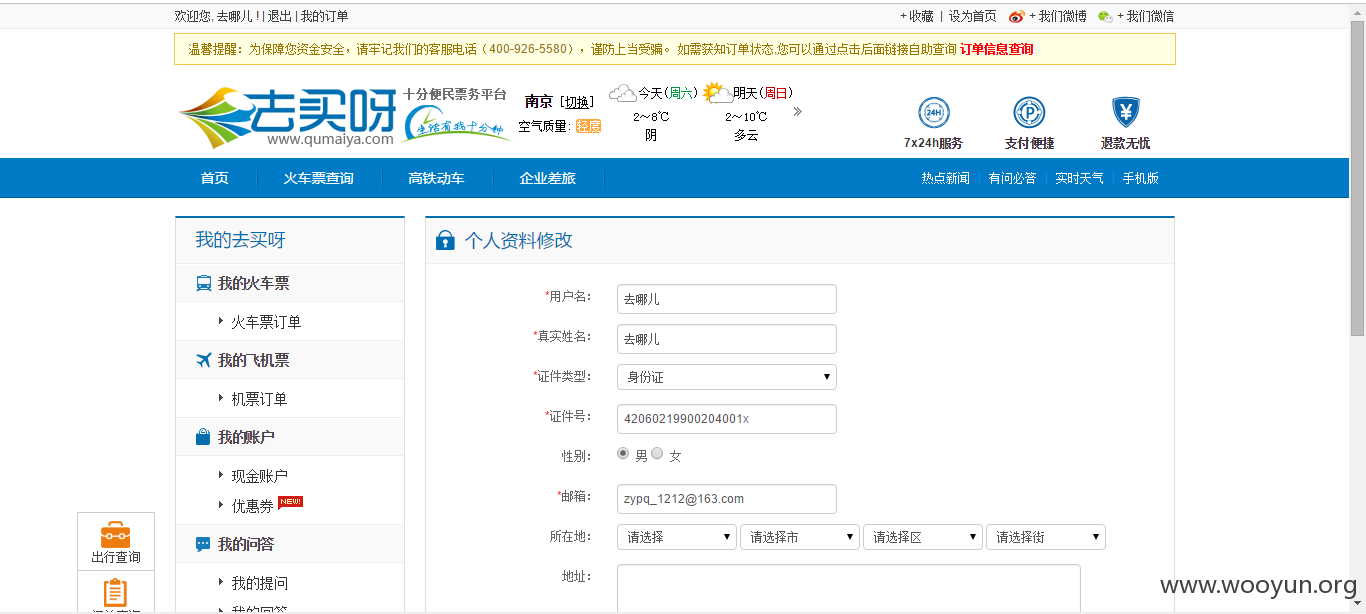 欢迎您, 去哪儿 ! | 退出 | 我的订单
+ 收藏 | 设为首页 + 我们微博 + 我们微信
温馨提醒：为保障您资金安全，请牢记我们的客服电话（400-926-5580），谨防上当受骗。 如需获知订单状态,您可以通过点击后面链接自助查询 订单信息查询
去买呀
www.qumaiya.com
十分便民票务平台
生活有我十分钟
南京 [切换]
空气质量: 轻度
今天(周六)
2～8℃
阴
明天(周日)
2～10℃
多云
»
24H
7x24h服务
支付便捷
退款无忧
首页 火车票查询 高铁动车 企业差旅
热点新闻 有问必答 实时天气 手机版
我的去买呀
我的火车票
火车票订单
我的飞机票
机票订单
我的账户
现金账户
优惠券 NEW!
我的问答
我的提问
我的回答
出行查询
个人资料修改
*用户名： 去哪儿
*真实姓名： 去哪儿
*证件类型： 身份证
*证件号： 42060219900204001x
性别： 男 女
*邮箱： zypq_1212@163.com
所在地： 请选择 请选择市 请选择区 请选择街
地址：
www.wooyun.org